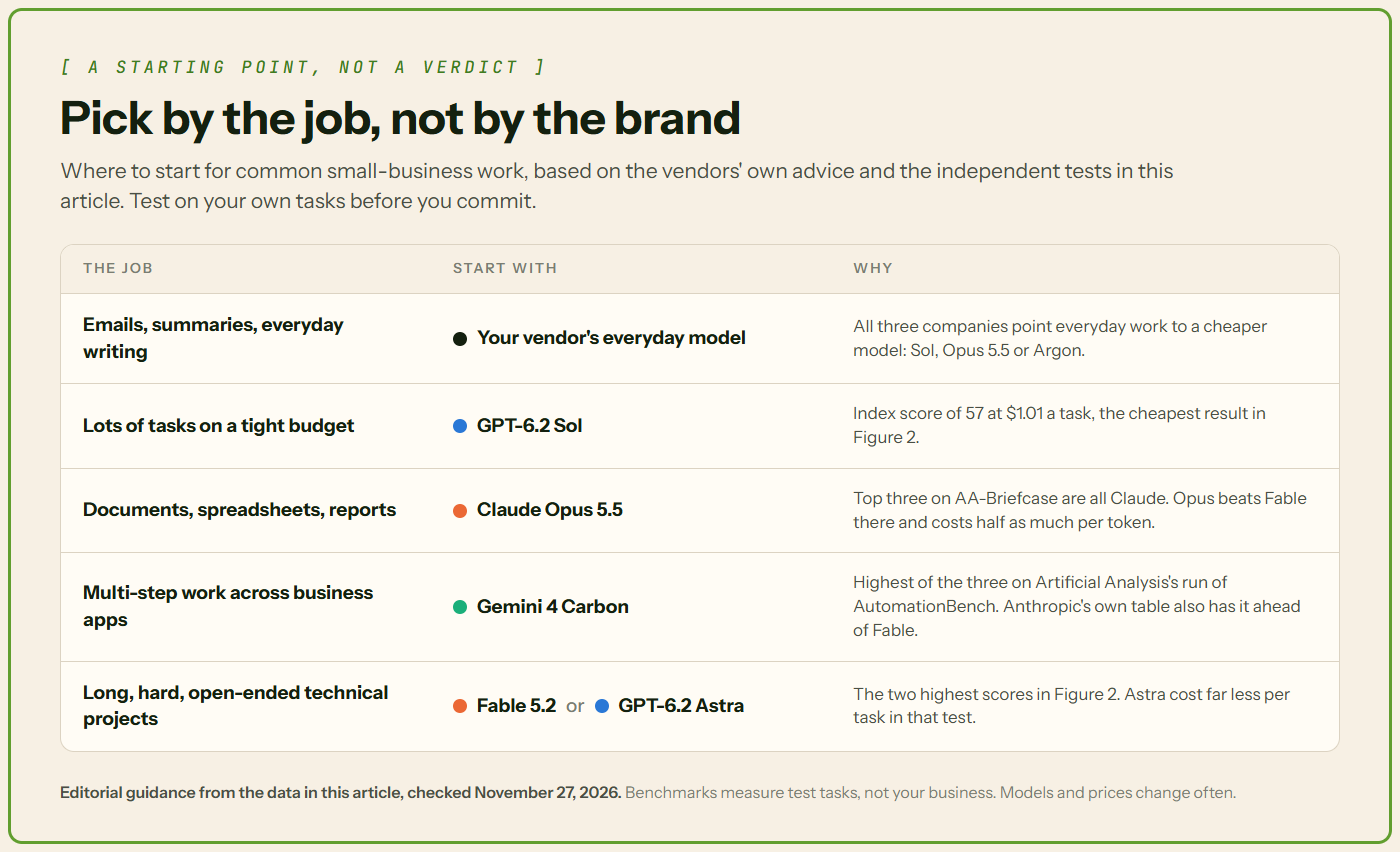 [ A STARTING POINT, NOT A VERDICT ]
Pick by the job, not by the brand
Where to start for common small-business work, based on the vendors' own advice and the independent tests in this
article. Test on your own tasks before you commit.
THE JOB
START WITH
WHY
Emails, summaries, everyday
writing
Your vendor's everyday model
All three companies point everyday work to a cheaper
model: Sol, Opus 5.5 or Argon.
Lots of tasks on a tight budget
GPT-6.2 Sol
Index score of 57 at $1.01 a task, the cheapest result in
Figure 2.
Documents, spreadsheets, reports
Claude Opus 5.5
Top three on AA-Briefcase are all Claude. Opus beats Fable
there and costs half as much per token.
Multi-step work across business
apps
Gemini 4 Carbon
Highest of the three on Artificial Analysis's run of
AutomationBench. Anthropic's own table also has it ahead
of Fable.
Long, hard, open-ended technical
projects
Fable 5.2 or GPT-6.2 Astra
The two highest scores in Figure 2. Astra cost far less per
task in that test.
Editorial guidance from the data in this article, checked November 27, 2026. Benchmarks measure test tasks, not your business. Models and prices change often.